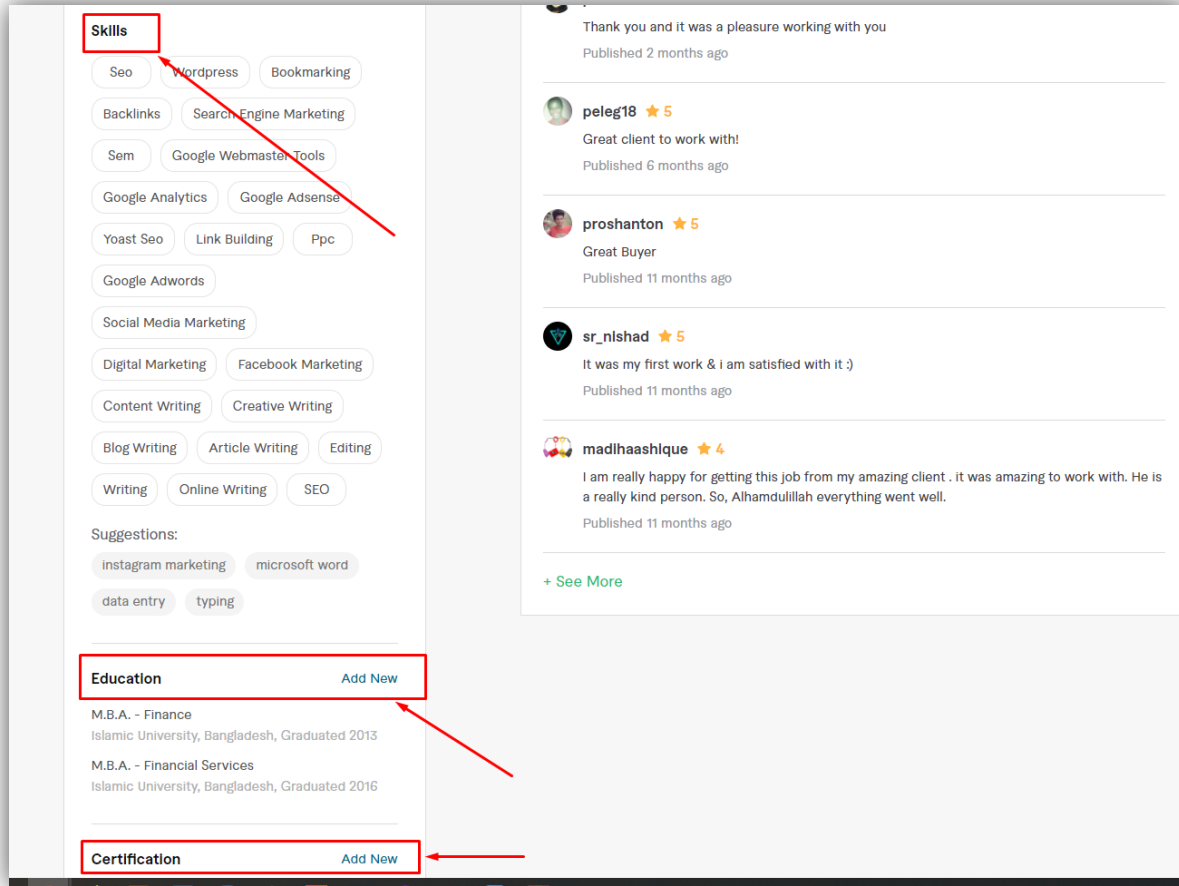 Skills
Seo Wordpress Bookmarking
Backlinks Search Engine Marketing
Sem Google Webmaster Tools
Google Analytics Google Adsense
Yoast Seo Link Building Ppc
Google Adwords
Social Media Marketing
Digital Marketing Facebook Marketing
Content Writing Creative Writing
Blog Writing Article Writing Editing
Writing Online Writing SEO
Suggestions:
instagram marketing microsoft word
data entry typing
Education Add New
M.B.A. - Finance
Islamic University, Bangladesh, Graduated 2013
M.B.A. - Financial Services
Islamic University, Bangladesh, Graduated 2016
Certification Add New
Thank you and it was a pleasure working with you
Published 2 months ago
peleg18 5
Great client to work with!
Published 6 months ago
proshanton 5
Great Buyer
Published 11 months ago
sr_nishad 5
It was my first work & i am satisfied with it :)
Published 11 months ago
madihaashique 4
I am really happy for getting this job from my amazing client . it was amazing to work with. He is
a really kind person. So, Alhamdulillah everything went well.
Published 11 months ago
+ See More